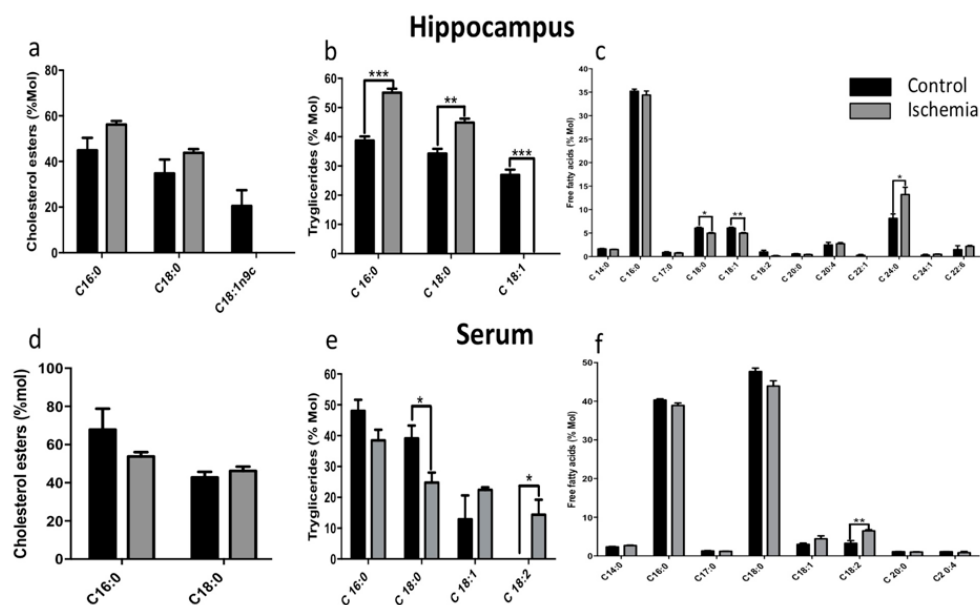 Hippocampus
a
Cholesterol esters (%Mol)
80
60
40
20
0
C16:0
C18:0
C18:1n9c
b
Tryglicerides (% Mol)
60
50
40
30
20
10
0
***
**
***
C 16:0
C 18:0
C 18:1
c
Free fatty acids (% Mol)
40
35
30
25
20
15
10
5
0
*
**
*
C 14:0
C 16:0
C 17:0
C 18:0
C 18:1
C 18:2
C 20:0
C 20:4
C 22:1
C 24:0
C 24:1
C 22:6
Control
Ischemia
Serum
d
Cholesterol esters (%mol)
100
80
60
40
20
0
C16:0
C18:0
e
Tryglicerides (% Mol)
60
50
40
30
20
10
0
*
*
C 16:0
C 18:0
C 18:1
C 18:2
f
Free fatty acids (% Mol)
50
40
30
20
10
0
**
C14:0
C16:0
C17:0
C18:0
C18:1
C18:2
C 20:0
C2 0:4